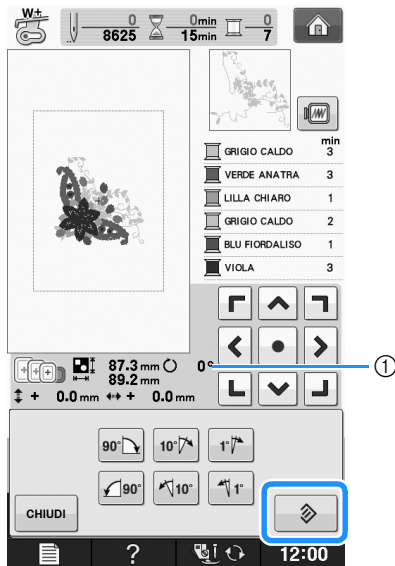 W+
0 0min 0
8625 15min 7
min
GRIGIO CALDO 3
VERDE ANATRA 3
LILLA CHIARO 1
GRIGIO CALDO 2
BLU FIORDALISO 1
VIOLA 3
87.3 mm 0°
89.2 mm
+ 0.0 mm + 0.0 mm
①
90° 10° 1°
90° 10° 1°
CHIUDI
? 12:00